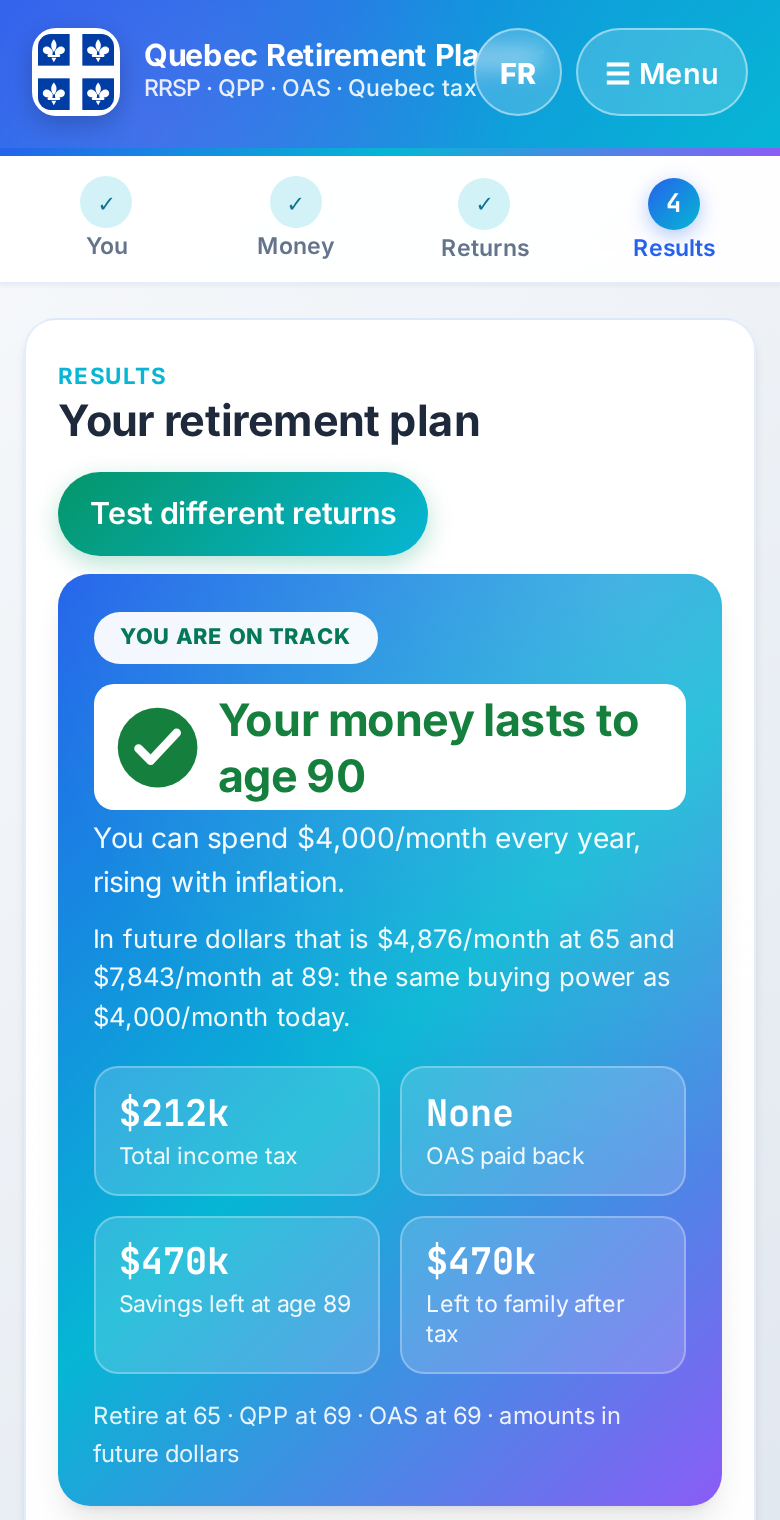 Quebec Retirement Pla
RRSP · QPP · OAS · Quebec tax
FR
☰ Menu
✓
You
✓
Money
✓
Returns
4
Results
RESULTS
Your retirement plan
Test different returns
YOU ARE ON TRACK
Your money lasts to
age 90
You can spend $4,000/month every year,
rising with inflation.
In future dollars that is $4,876/month at 65 and
$7,843/month at 89: the same buying power as
$4,000/month today.
$212k
Total income tax
None
OAS paid back
$470k
Savings left at age 89
$470k
Left to family after
tax
Retire at 65 · QPP at 69 · OAS at 69 · amounts in
future dollars